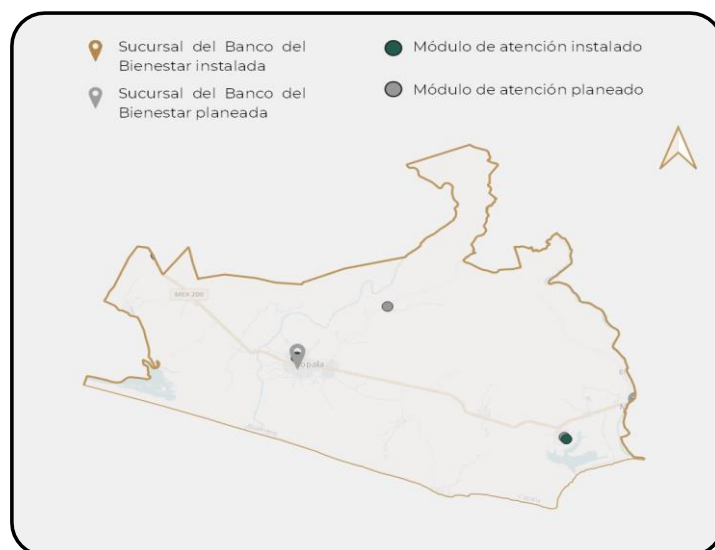 Sucursal del Banco del
Bienestar instalada
Sucursal del Banco del
Bienestar planeada
Módulo de atención instalado
Módulo de atención planeado
MEX 200
opala